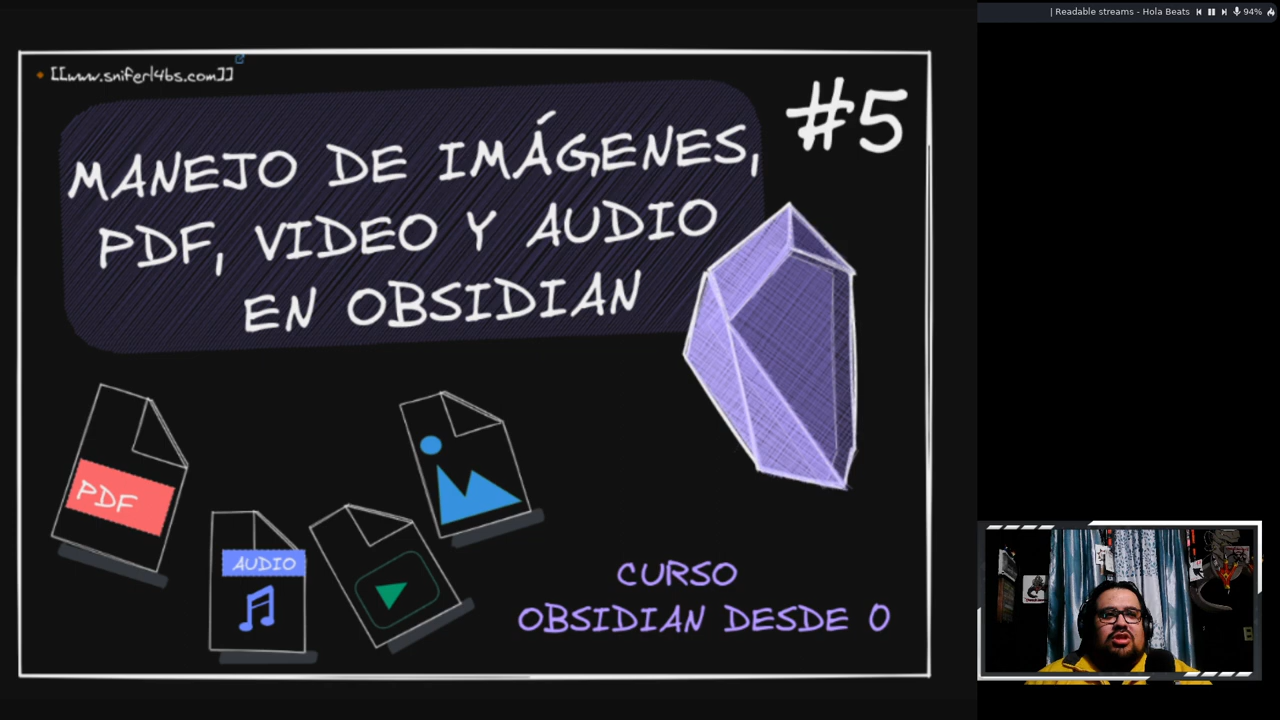 | Readable streams - Hola Beats 94%
[[www.sniferl4bs.com]]
#5
MANEJO DE IMÁGENES,
PDF, VIDEO Y AUDIO
EN OBSIDIAN
PDF
AUDIO
CURSO
OBSIDIAN DESDE 0